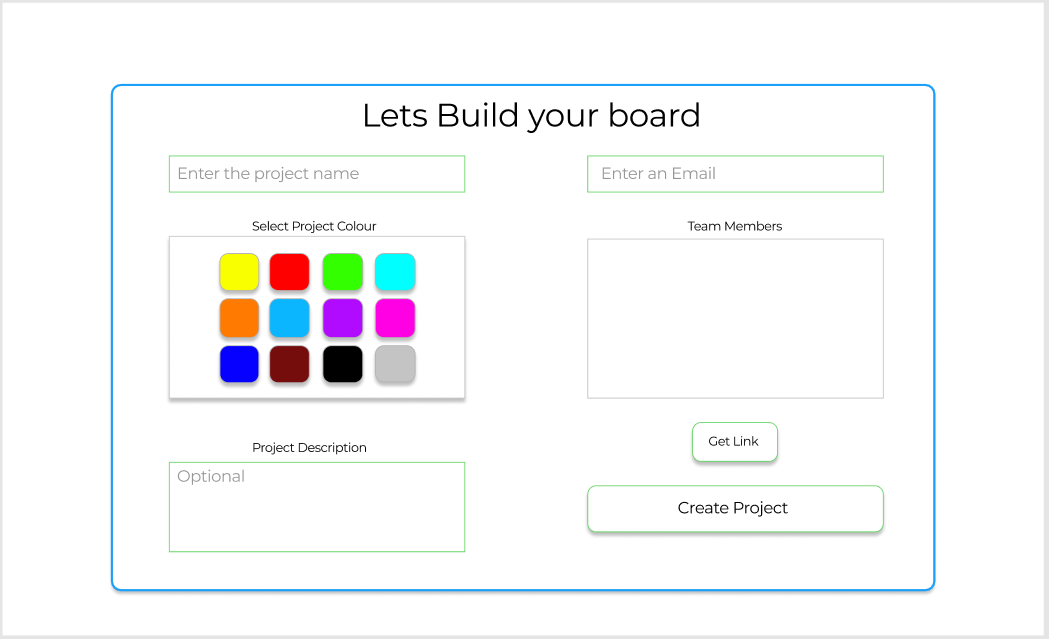 Lets Build your board
Enter the project name
Enter an Email
Select Project Colour
Team Members
Get Link
Project Description
Optional
Create Project